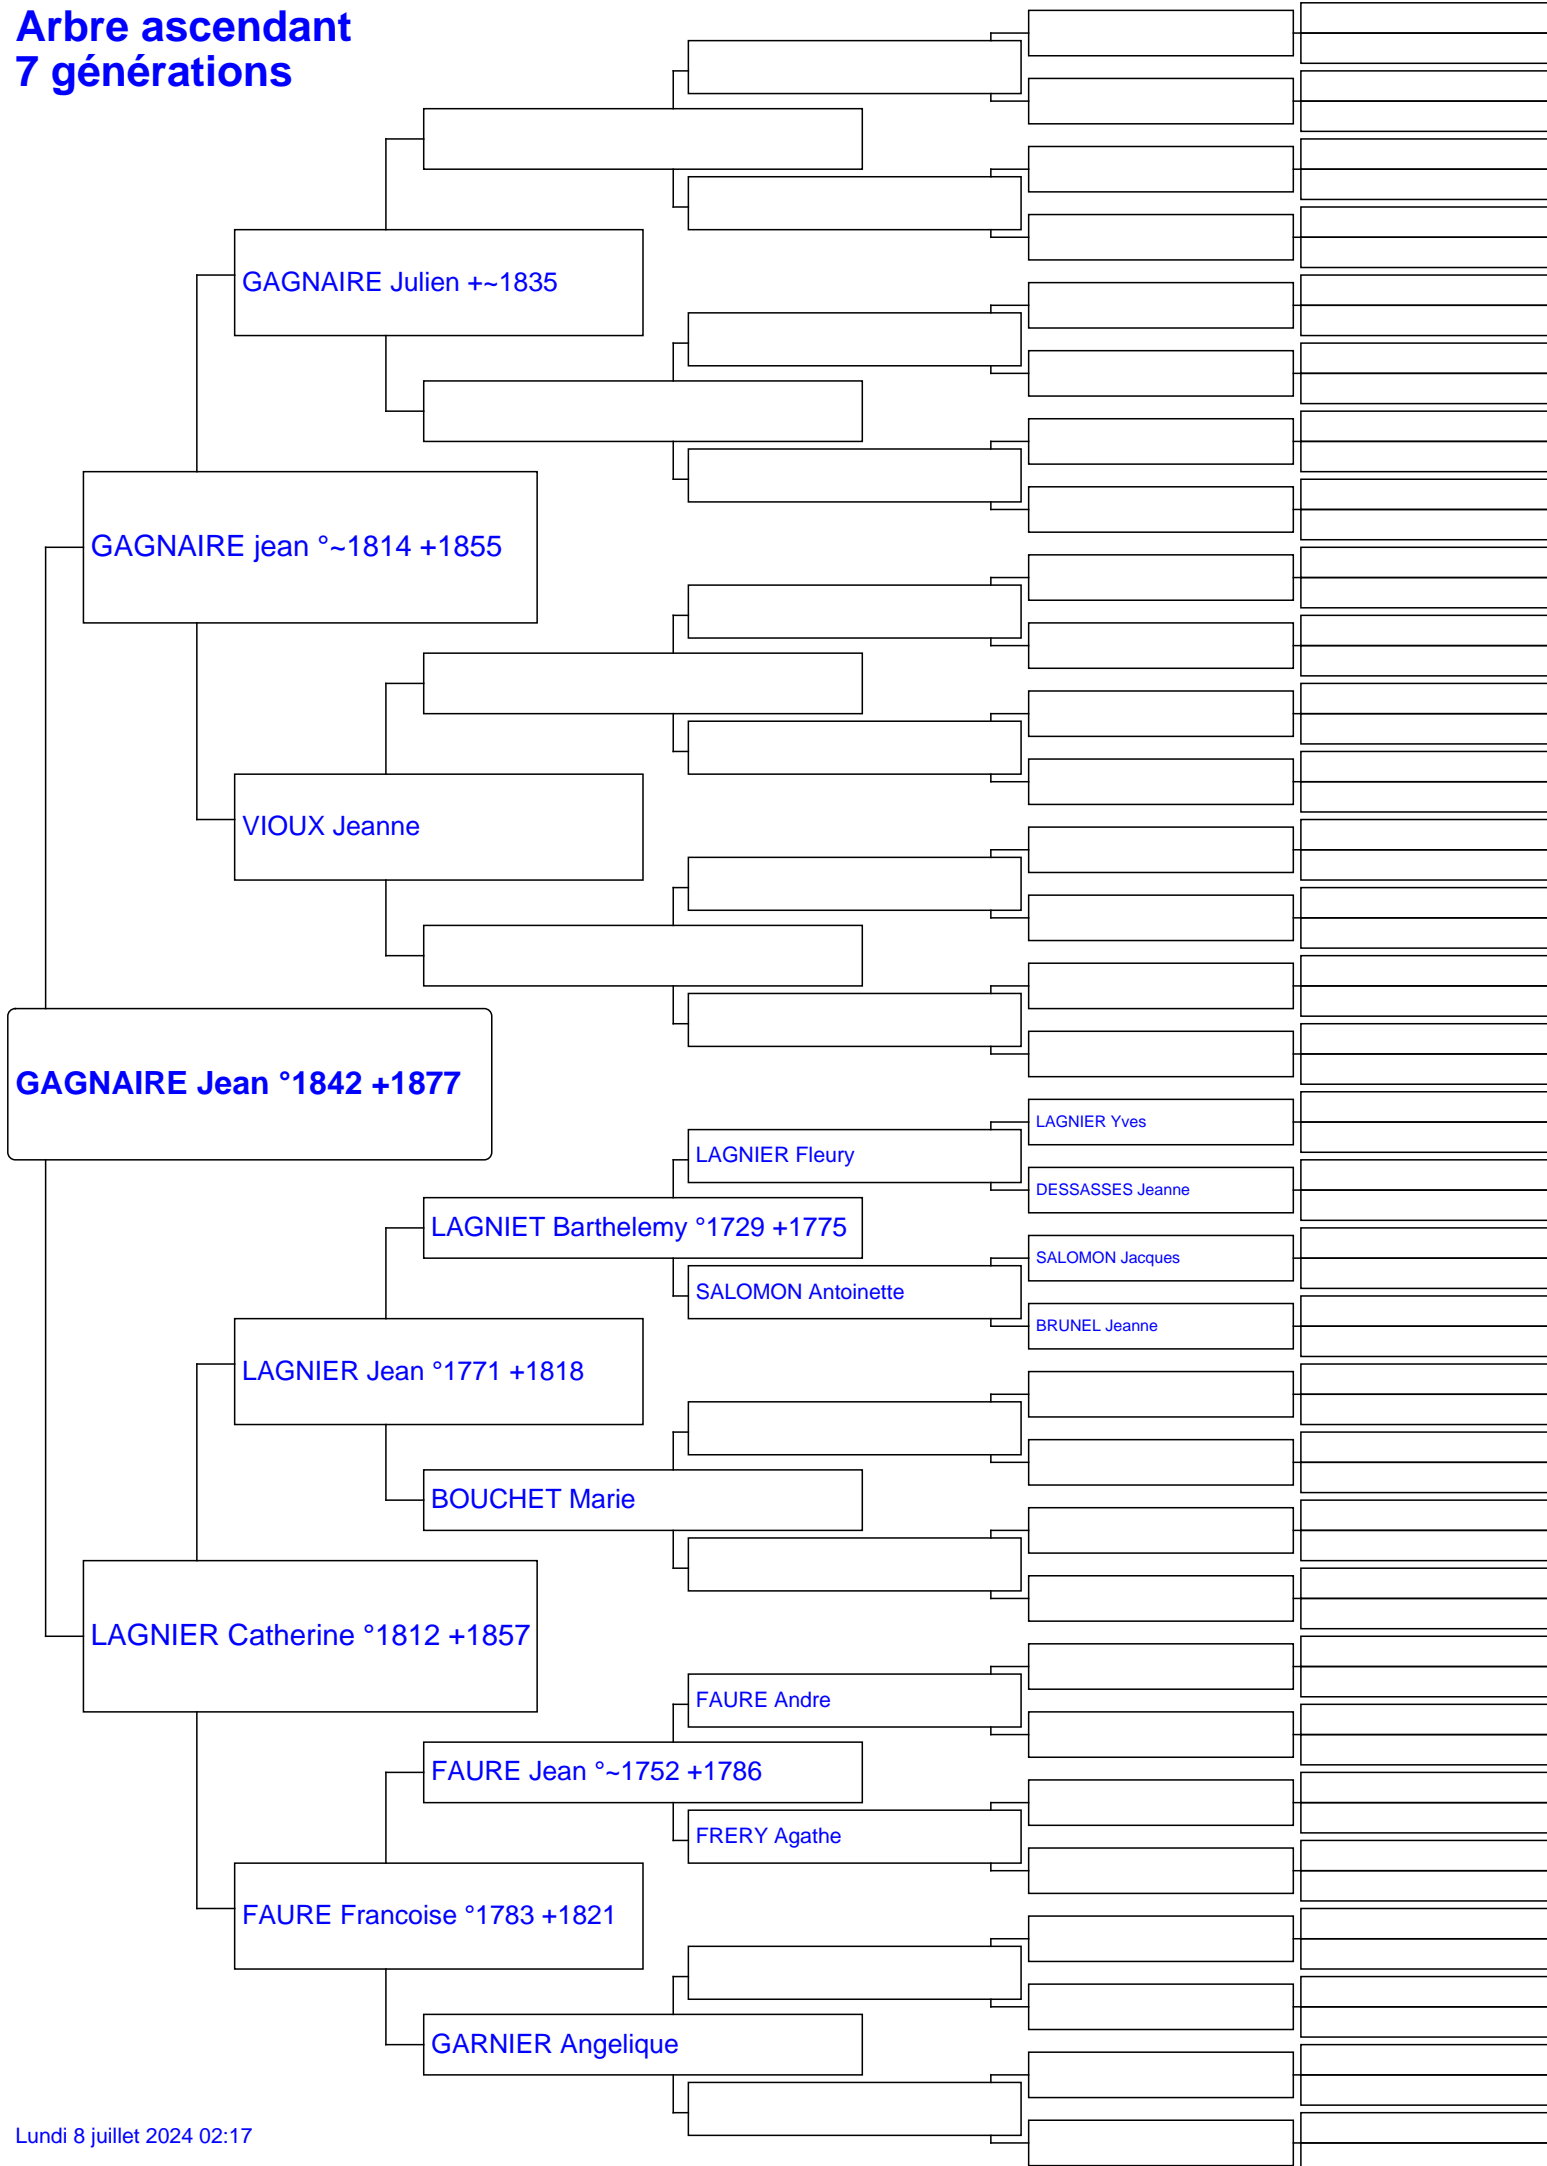 Arbre ascendant
7 générations
GAGNAIRE Julien +~1835
GAGNAIRE jean °~1814 +1855
VIOUX Jeanne
GAGNAIRE Jean °1842 +1877
LAGNIER Yves
LAGNIER Fleury
DESSASSES Jeanne
LAGNIET Barthelemy °1729 +1775
SALOMON Jacques
SALOMON Antoinette
BRUNEL Jeanne
LAGNIER Jean °1771 +1818
BOUCHET Marie
LAGNIER Catherine °1812 +1857
FAURE Andre
FAURE Jean °~1752 +1786
FRERY Agathe
FAURE Francoise °1783 +1821
GARNIER Angelique
Lundi 8 juillet 2024 02:17